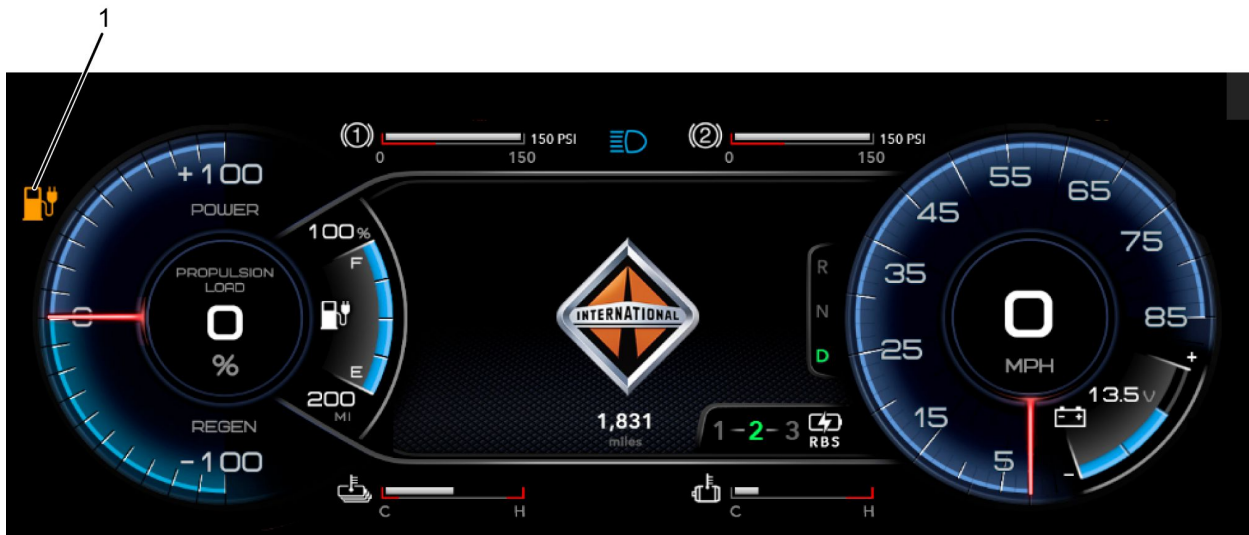 1
(1) 150 PSI
0 150
(2) 150 PSI
0 150
+100
POWER
PROPULSION
LOAD
0
0
%
REGEN
-100
100%
F
E
200
MI
INTERNATIONAL
1,831
miles
R
N
D
1-2-3
RBS
55
65
45
75
35
85
25
15
5
0
MPH
+
13.5 V
- +
-
C H
C H